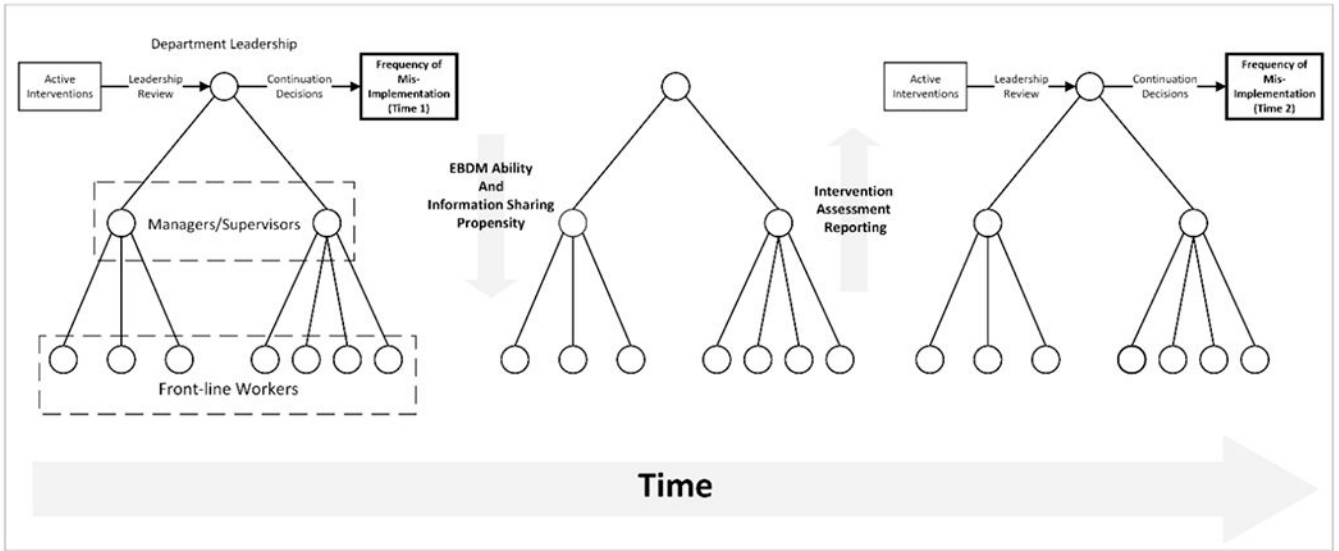 Department Leadership
Active
Interventions
Leadership
Review
Continuation
Decisions
Frequency of
Mis-
Implementation
(Time 1)
Managers/Supervisors
Front-line Workers
EBDM Ability
And
Information Sharing
Propensity
Intervention
Assessment
Reporting
Active
Interventions
Leadership
Review
Continuation
Decisions
Frequency of
Mis-
Implementation
(Time 2)
Time